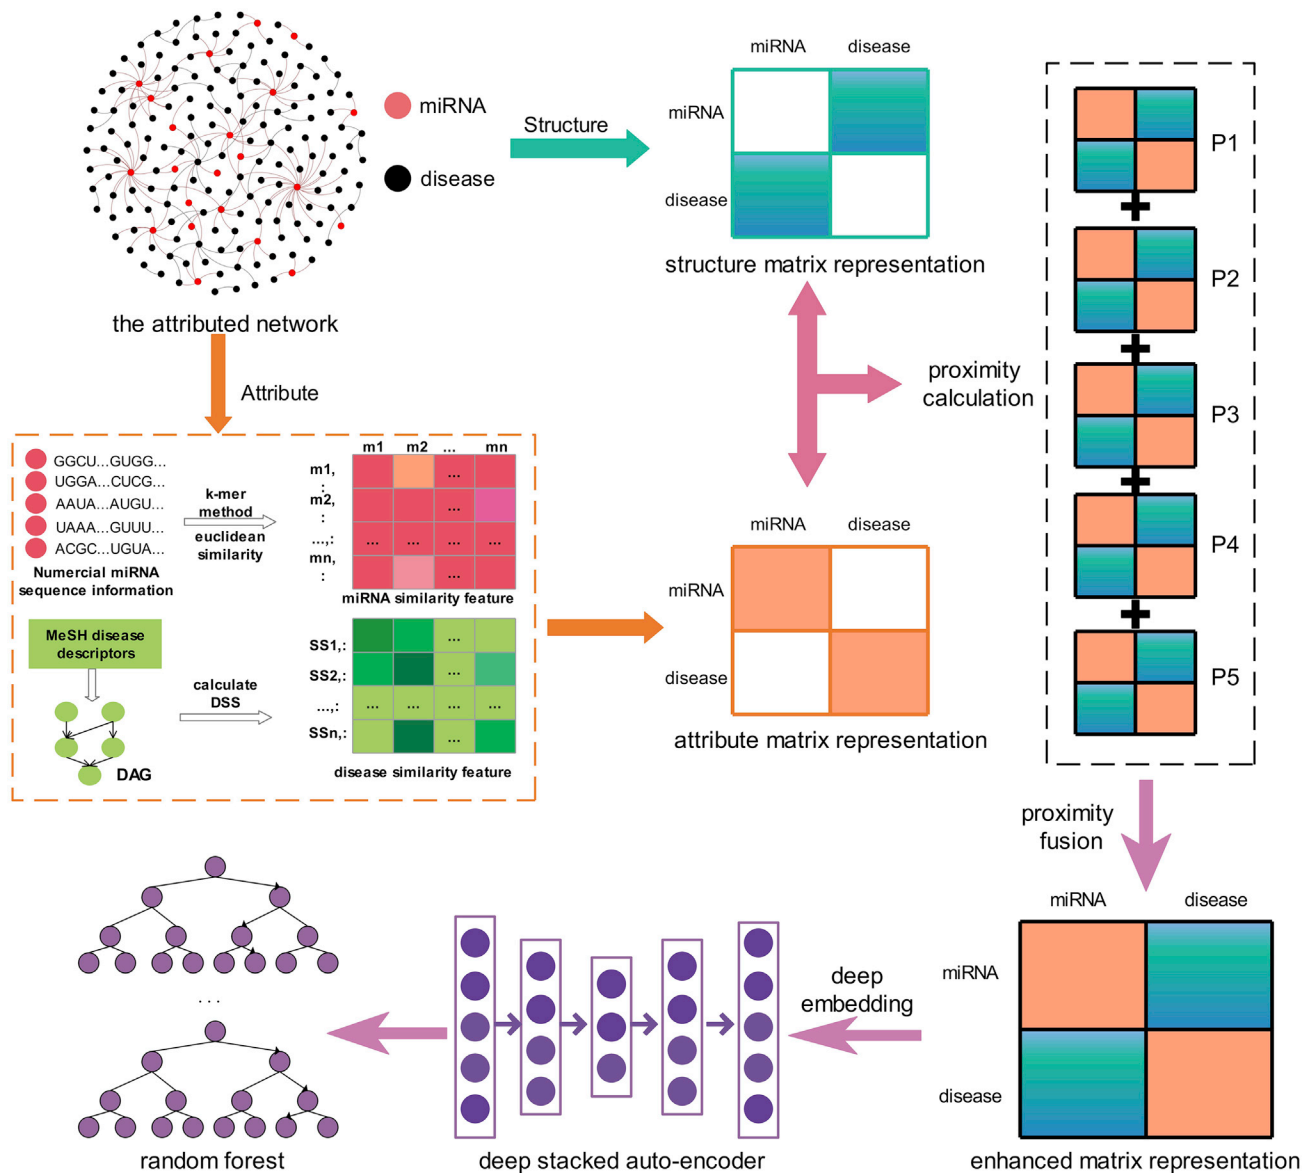 miRNA
disease
the attributed network
Structure
miRNA disease
miRNA
disease
structure matrix representation
P1
+
P2
+
P3
+
P4
+
P5
proximity
calculation
Attribute
GGCU...GUGG...
UGGA...CUCG...
AAUA...AUGU...
UAAA...GUUU...
ACGC...UGUA...
Numercial miRNA
sequence information
k-mer
method
euclidean
similarity
m1 m2 ... mn
m1, ...
:
m2, ...
:
...,: ... ... ... ...
mn, ...
:
miRNA similarity feature
MeSH disease
descriptors
DAG
calculate
DSS
SS1,: ...
SS2,: ...
...,: ... ... ... ...
SSn,: ...
disease similarity feature
miRNA disease
miRNA
disease
attribute matrix representation
proximity
fusion
miRNA disease
miRNA
disease
enhanced matrix representation
deep
embedding
deep stacked auto-encoder
...
random forest